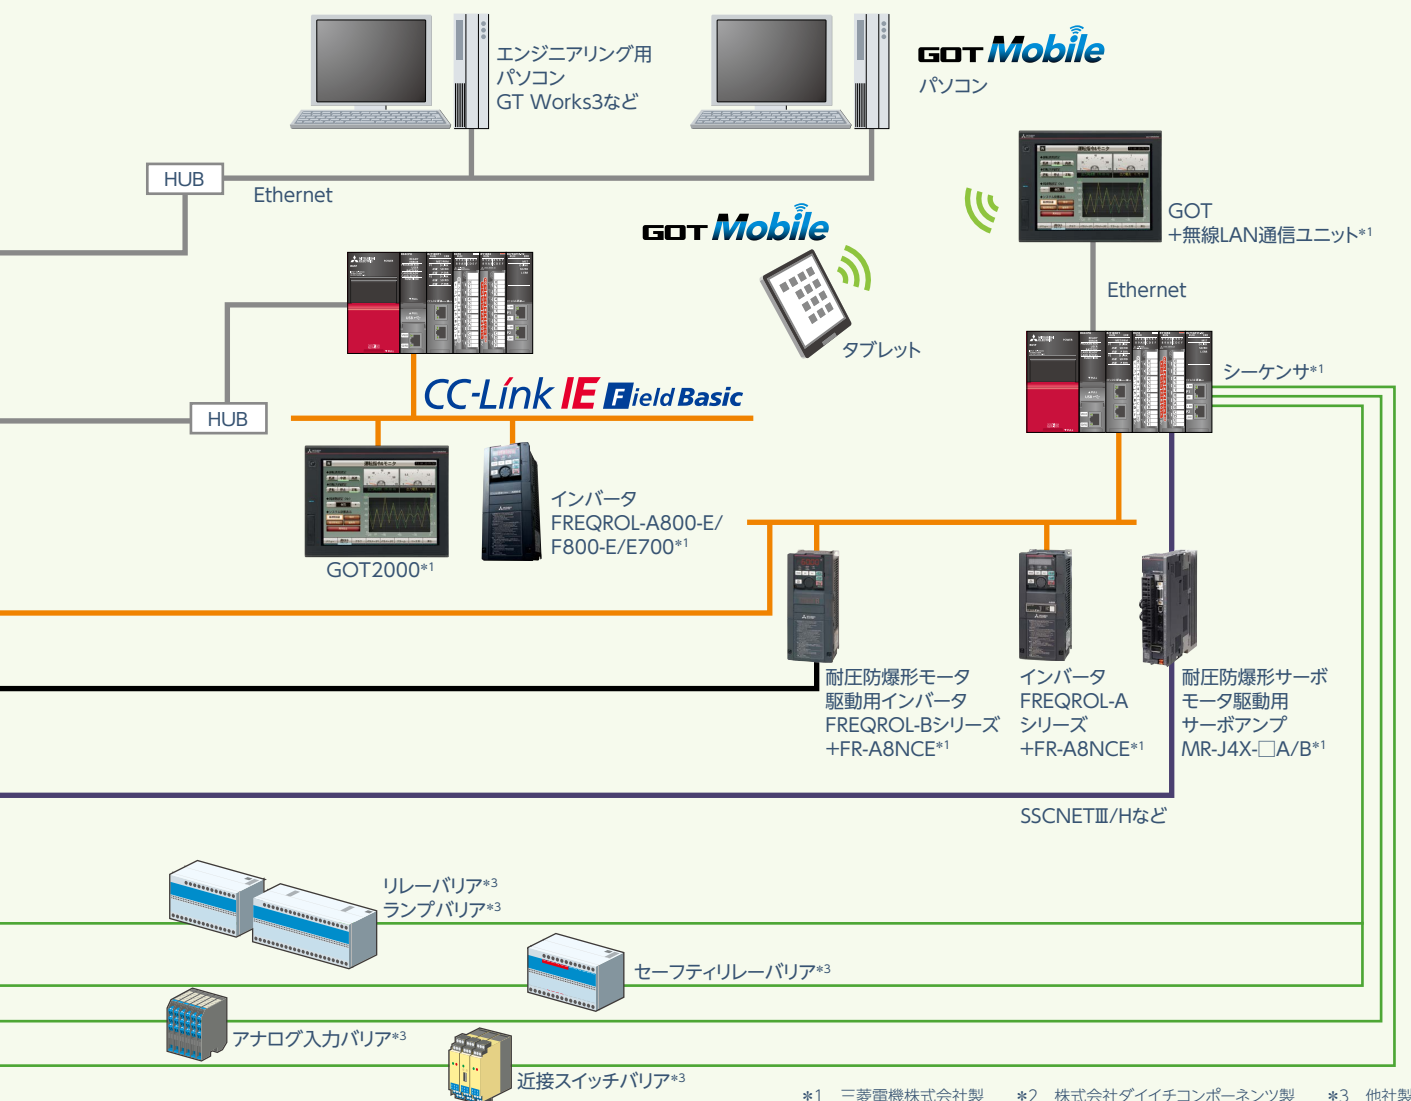 エンジニアリング用
パソコン
GT Works3など
GOT Mobile
パソコン
HUB
Ethernet
GOT Mobile
タブレット
GOT
+無線LAN通信ユニット*1
Ethernet
シーケンサ*1
CC-Link IE Field Basic
HUB
GOT2000*1
インバータ
FREQROL-A800-E/
F800-E/E700*1
耐圧防爆形モータ
駆動用インバータ
FREQROL-Bシリーズ
+FR-A8NCE*1
インバータ
FREQROL-A
シリーズ
+FR-A8NCE*1
耐圧防爆形サーボ
モータ駆動用
サーボアンプ
MR-J4X-□A/B*1
SSCNETⅢ/Hなど
リレーバリア*3
ランプバリア*3
セーフティリレーバリア*3
アナログ入力バリア*3
近接スイッチバリア*3
*1 三菱電機株式会社製 *2 株式会社ダイイチコンポーネンツ製 *3 他社製